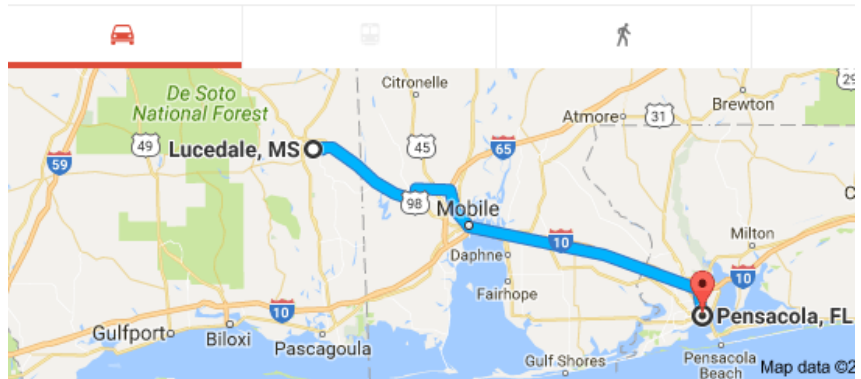 Citronelle
De Soto
National Forest
29
Brewton
49
Atmore
31
Lucedale, MS
45
65
59
98
Mobile
10
Milton
Daphne
10
Fairhope
10
Pensacola, FL
Gulfport
Biloxi
Pascagoula
Gulf Shores
Pensacola
Beach
Map data ©2